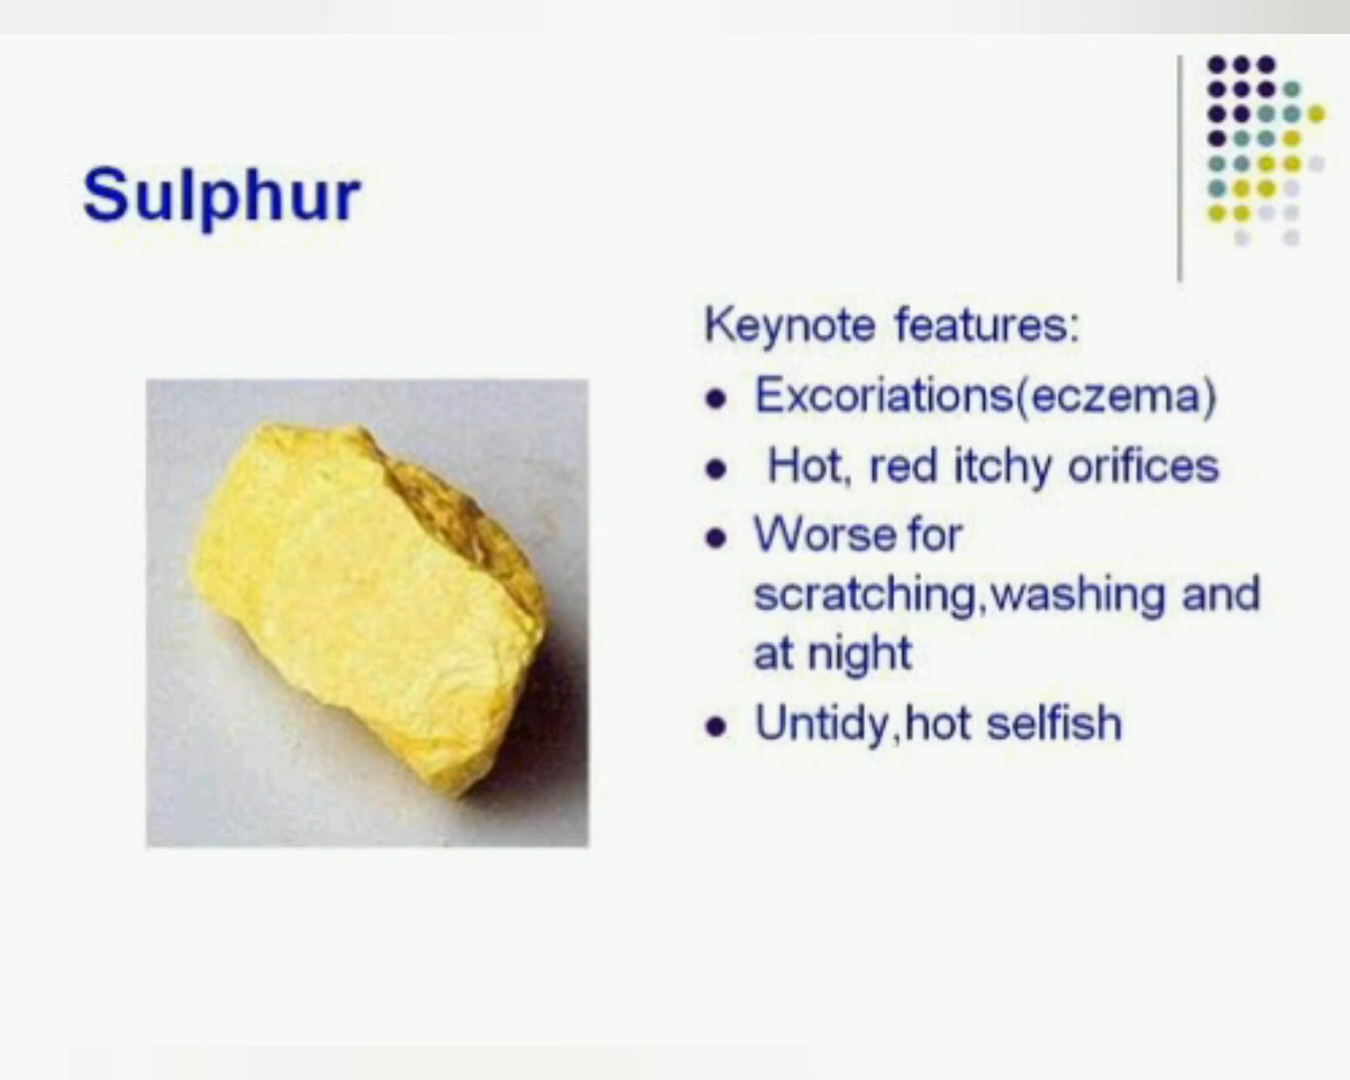 Sulphur
Keynote features:
Excoriations(eczema)
Hot, red itchy orifices
Worse for
scratching,washing and
at night
Untidy,hot selfish